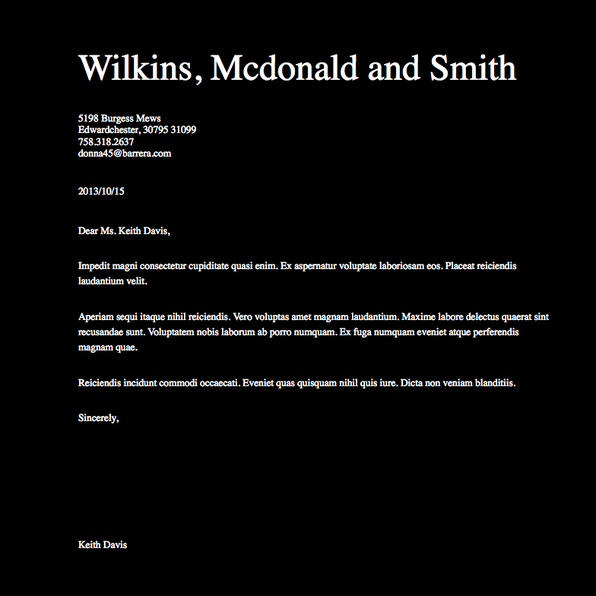 Wilkins, Mcdonald and Smith
5198 Burgess Mews
Edwardchester, 30795 31099
758.318.2637
donna45@barrera.com
2013/10/15
Dear Ms. Keith Davis,
Impedit magni consectetur cupiditate quasi enim. Ex aspernatur voluptate laboriosam eos. Placeat reiciendis
laudantium velit.
Aperiam sequi itaque nihil reiciendis. Vero voluptas amet magnam laudantium. Maxime labore delectus quaerat sint
recusandae sunt. Voluptatem nobis laborum ab porro numquam. Ex fuga numquam eveniet atque perferendis
magnam quae.
Reiciendis incidunt commodi occaecati. Eveniet quas quisquam nihil quis iure. Dicta non veniam blanditiis.
Sincerely,
Keith Davis